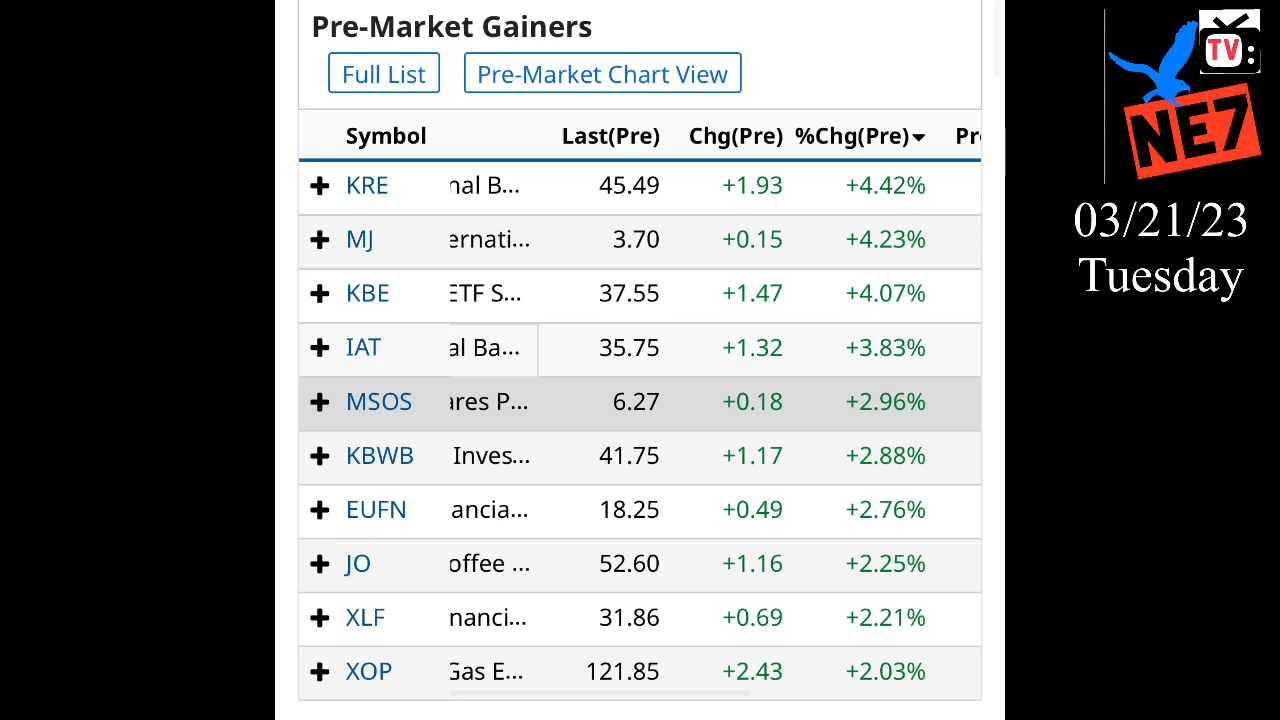 Pre-Market Gainers
Full List Pre-Market Chart View
Symbol Last(Pre) Chg(Pre) %Chg(Pre) Pr
KRE nal B... 45.49 +1.93 +4.42%
MJ ernati... 3.70 +0.15 +4.23%
KBE ETF S... 37.55 +1.47 +4.07%
IAT al Ba... 35.75 +1.32 +3.83%
MSOS ares P... 6.27 +0.18 +2.96%
KBWB Inves... 41.75 +1.17 +2.88%
EUFN ancia... 18.25 +0.49 +2.76%
JO offee ... 52.60 +1.16 +2.25%
XLF nanci... 31.86 +0.69 +2.21%
XOP Gas E... 121.85 +2.43 +2.03%
TV:
NE7
03/21/23
Tuesday